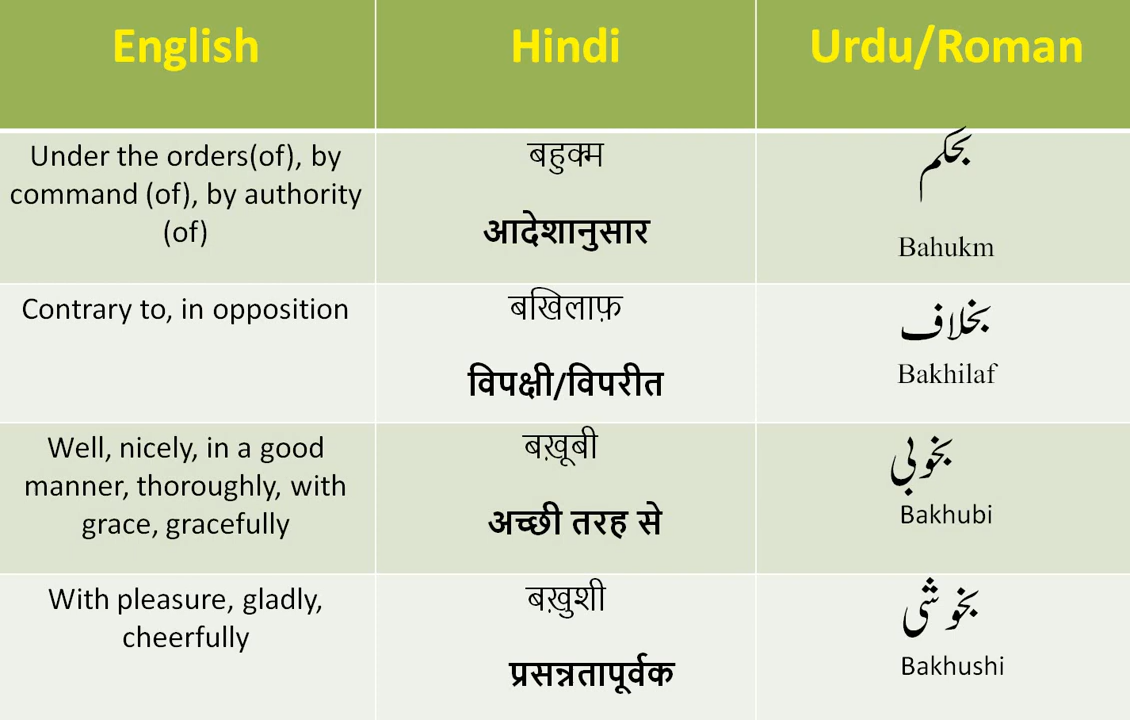 English
Hindi
Urdu/Roman
Under the orders(of), by
command (of), by authority
(of)
बहुक्म
आदेशानुसार
بحکم
Bahukm
Contrary to, in opposition
बखिलाफ़
विपक्षी/विपरीत
بخلاف
Bakhilaf
Well, nicely, in a good
manner, thoroughly, with
grace, gracefully
बख़ूबी
अच्छी तरह से
بخوبی
Bakhubi
With pleasure, gladly,
cheerfully
बख़ुशी
प्रसन्नतापूर्वक
بخوشی
Bakhushi